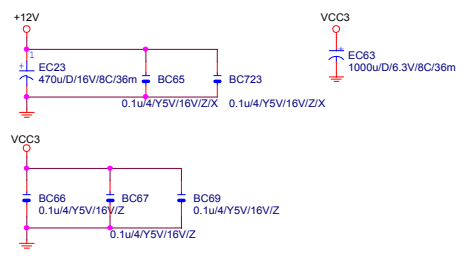 +12V
VCC3
1
+
EC23
470u/D/16V/8C/36m
BC65
BC723
+
EC63
1000u/D/6.3V/8C/36m
0.1u/4/Y5V/16V/Z/X
0.1u/4/Y5V/16V/Z/X
VCC3
BC66
0.1u/4/Y5V/16V/Z
BC67
BC69
0.1u/4/Y5V/16V/Z
0.1u/4/Y5V/16V/Z